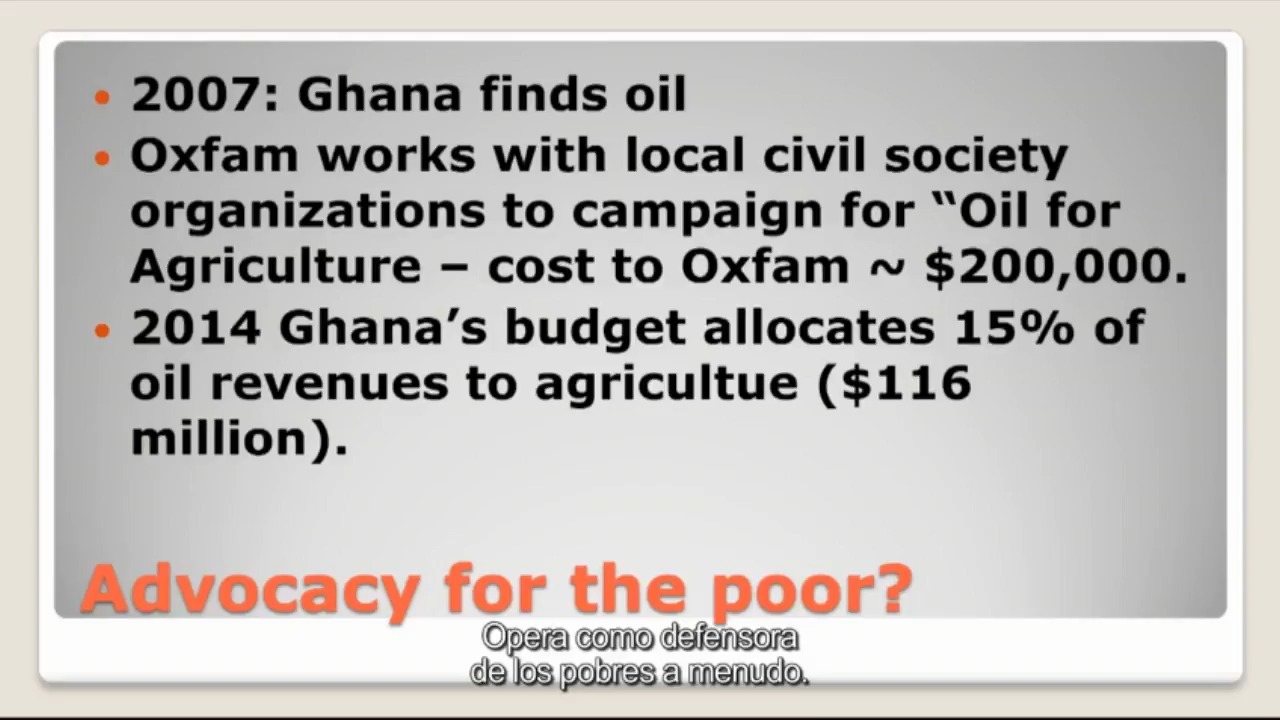 • 2007: Ghana finds oil
• Oxfam works with local civil society
organizations to campaign for “Oil for
Agriculture – cost to Oxfam ~ $200,000.
• 2014 Ghana’s budget allocates 15% of
oil revenues to agricultue ($116
million).
Advocacy for the poor?
Opera como defensora
de los pobres a menudo.